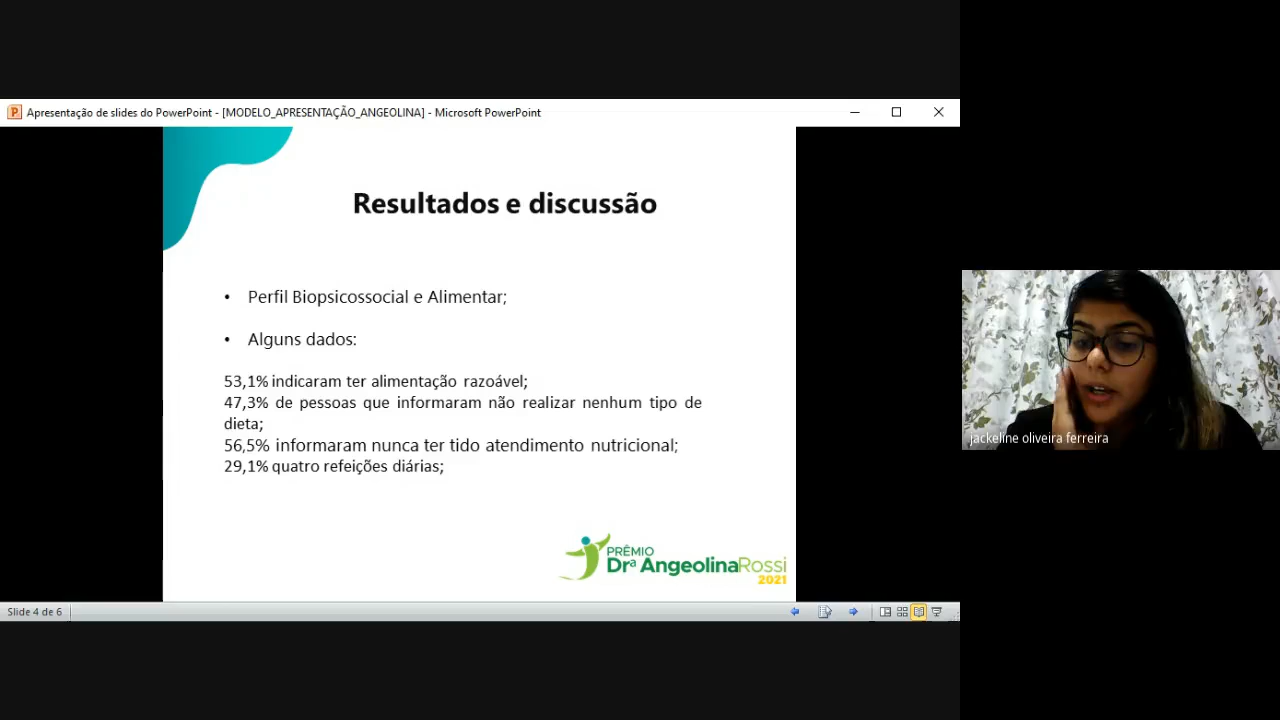 Apresentação de slides do PowerPoint - [MODELO_APRESENTAÇÃO_ANGEOLINA] - Microsoft PowerPoint
Resultados e discussão
• Perfil Biopsicossocial e Alimentar;
• Alguns dados:
53,1% indicaram ter alimentação razoável;
47,3% de pessoas que informaram não realizar nenhum tipo de
dieta;
56,5% informaram nunca ter tido atendimento nutricional;
29,1% quatro refeições diárias;
PRÊMIO
Drª AngeolinaRossi
2021
jackeline oliveira ferreira
Slide 4 de 6